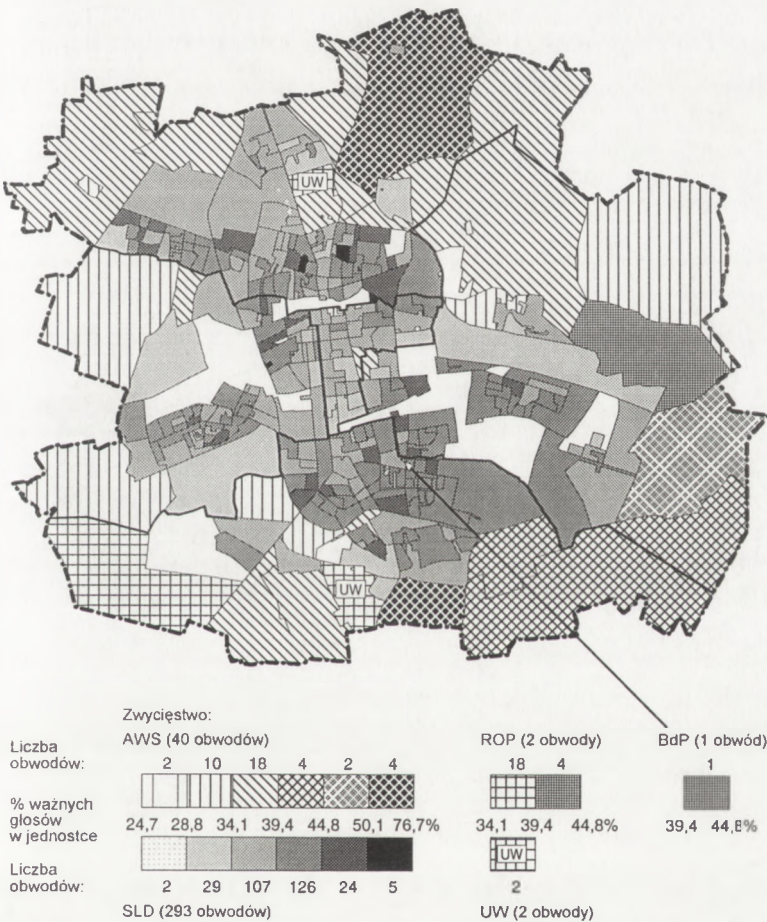 UW
UW
Zwycięstwo:
Liczba obwodów:
AWS (40 obwodów)
2 10 18 4 2 4
ROP (2 obwody)
18 4
BdP (1 obwód)
1
% ważnych głosów w jednostce
24,7 28,8 34,1 39,4 44,8 50,1 76,7%
34,1 39,4 44,8%
39,4 44,8%
Liczba obwodów:
2 29 107 126 24 5
SLD (293 obwodów)
UW
2
UW (2 obwody)